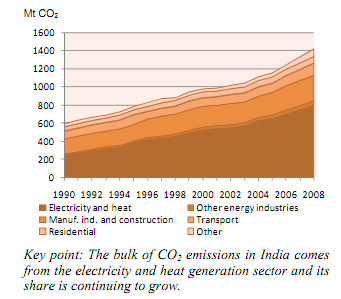 Mt CO₂
1600
1400
1200
1000
800
600
400
200
0
1990 1992 1994 1996 1998 2000 2002 2004 2006 2008
Electricity and heat
Other energy industries
Manuf. ind. and construction
Transport
Residential
Other
Key point: The bulk of CO₂ emissions in India comes
from the electricity and heat generation sector and its
share is continuing to grow.